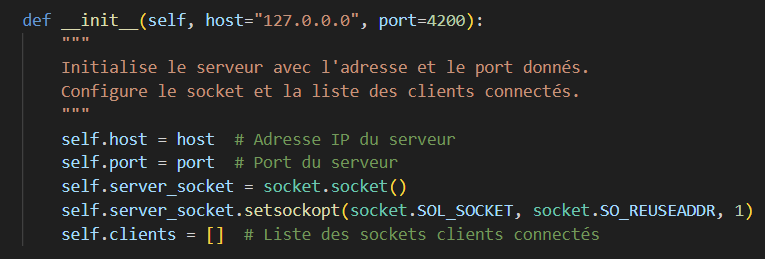 def __init__(self, host="127.0.0.0", port=4200):
"""
Initialise le serveur avec l'adresse et le port donnés.
Configure le socket et la liste des clients connectés.
"""
self.host = host  # Adresse IP du serveur
self.port = port  # Port du serveur
self.server_socket = socket.socket()
self.server_socket.setsockopt(socket.SOL_SOCKET, socket.SO_REUSEADDR, 1)
self.clients = []  # Liste des sockets clients connectés